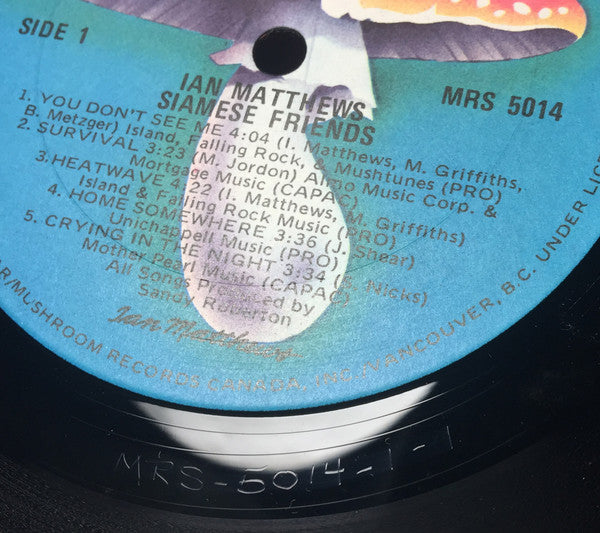 SIDE 1
MRS 5014
IAN MATTHEWS
SIAMESE FRIENDS
1. YOU DON'T SEE ME 4:04 (I. Matthews, M. Griffiths,
B. Metzger) Island, Falling Rock, & Mushtunes (PRO)
2. SURVIVAL 3:23 (M. Jordon) Almo Music Corp. &
Mortgage Music (CAPAC)
3. HEATWAVE 4:22 (I. Matthews, M. Griffiths)
Island & Falling Rock Music (PRO)
4. HOME SOMEWHERE 3:36 (J. Shear)
Unichappell Music (PRO)
5. CRYING IN THE NIGHT 3:34 (S. Nicks)
Mother Pearl Music (CAPAC)
All Songs Produced by
Sandy Roberton
Ian Matthews
/MUSHROOM RECORDS CANADA, INC. /VANCOUVER, B.C. UNDER
MRS-5014-1-1